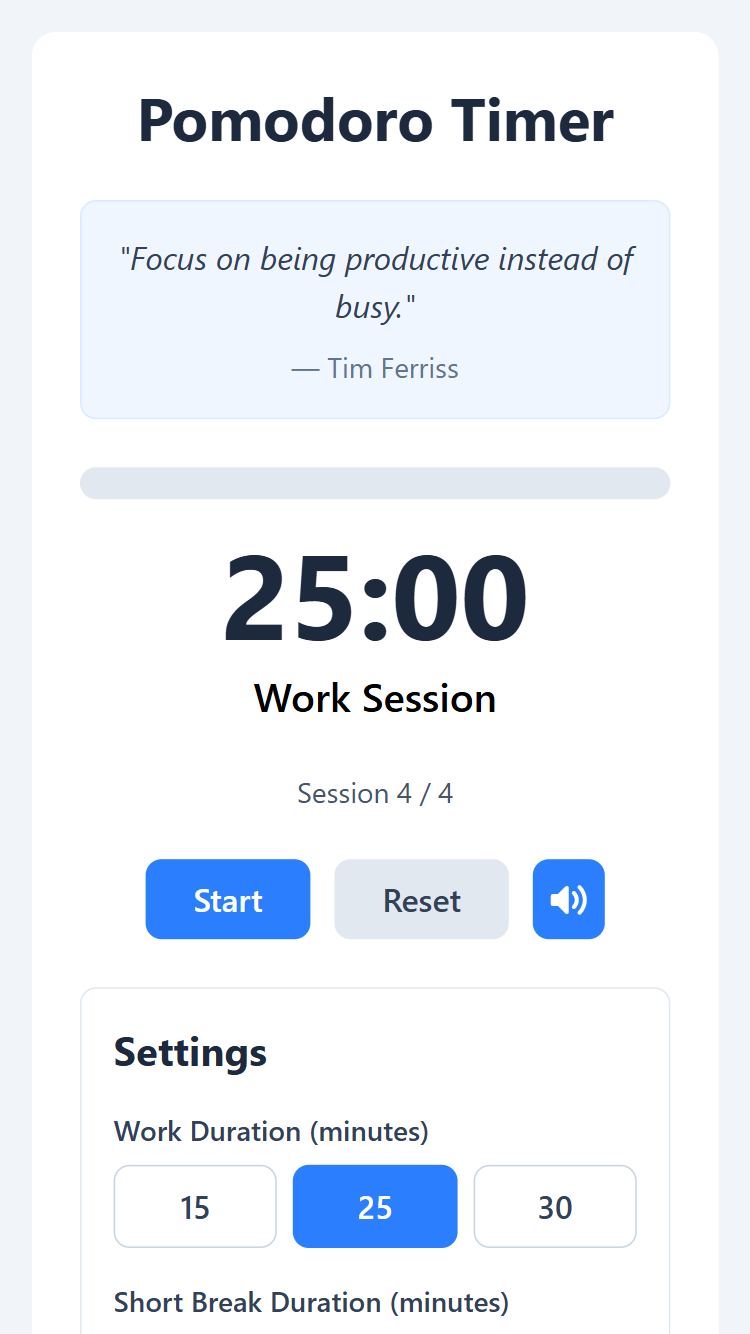 Pomodoro Timer
"Focus on being productive instead of
busy."
— Tim Ferriss
25:00
Work Session
Session 4 / 4
Start Reset
Settings
Work Duration (minutes)
15 25 30
Short Break Duration (minutes)